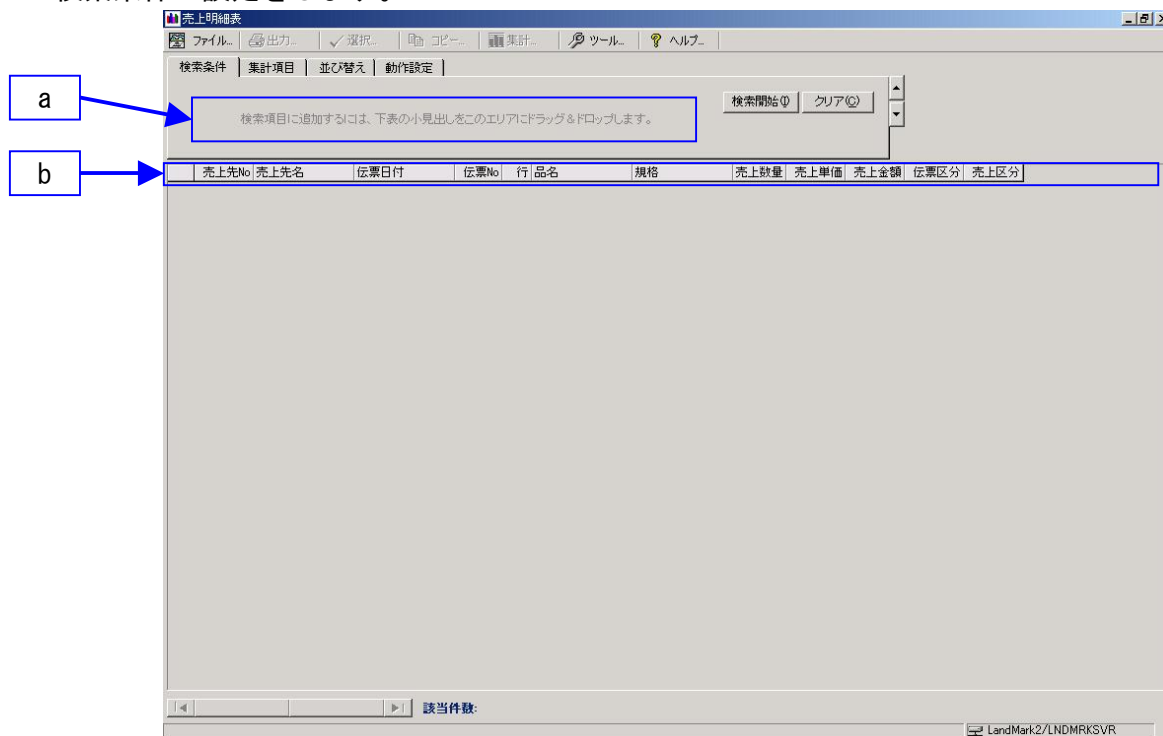 売上明細表
ファイル... 出力... 選択... コピー... 集計... ツール... ヘルプ...
検索条件 集計項目 並び替え 動作設定
a
検索項目に追加するには、下表の小見出しをこのエリアにドラッグ&ドロップします。
検索開始(I) クリア(C)
b
売上先No 売上先名 伝票日付 伝票No 行 品名 規格 売上数量 売上単価 売上金額 伝票区分 売上区分
該当件数:
LandMark2/LNDMRKSVR